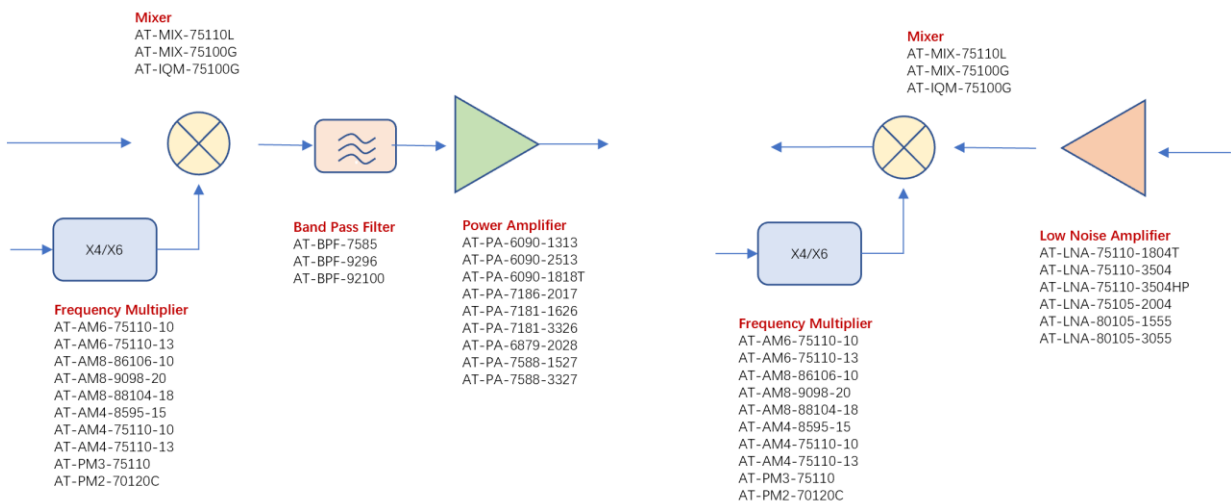 Mixer
AT-MIX-75110L
AT-MIX-75100G
AT-IQM-75100G
X4/X6
Frequency Multiplier
AT-AM6-75110-10
AT-AM6-75110-13
AT-AM8-86106-10
AT-AM8-9098-20
AT-AM8-88104-18
AT-AM4-8595-15
AT-AM4-75110-10
AT-AM4-75110-13
AT-PM3-75110
AT-PM2-70120C
Band Pass Filter
AT-BPF-7585
AT-BPF-9296
AT-BPF-92100
Power Amplifier
AT-PA-6090-1313
AT-PA-6090-2513
AT-PA-6090-1818T
AT-PA-7186-2017
AT-PA-7181-1626
AT-PA-7181-3326
AT-PA-6879-2028
AT-PA-7588-1527
AT-PA-7588-3327
Mixer
AT-MIX-75110L
AT-MIX-75100G
AT-IQM-75100G
X4/X6
Frequency Multiplier
AT-AM6-75110-10
AT-AM6-75110-13
AT-AM8-86106-10
AT-AM8-9098-20
AT-AM8-88104-18
AT-AM4-8595-15
AT-AM4-75110-10
AT-AM4-75110-13
AT-PM3-75110
AT-PM2-70120C
Low Noise Amplifier
AT-LNA-75110-1804T
AT-LNA-75110-3504
AT-LNA-75110-3504HP
AT-LNA-75105-2004
AT-LNA-80105-1555
AT-LNA-80105-3055